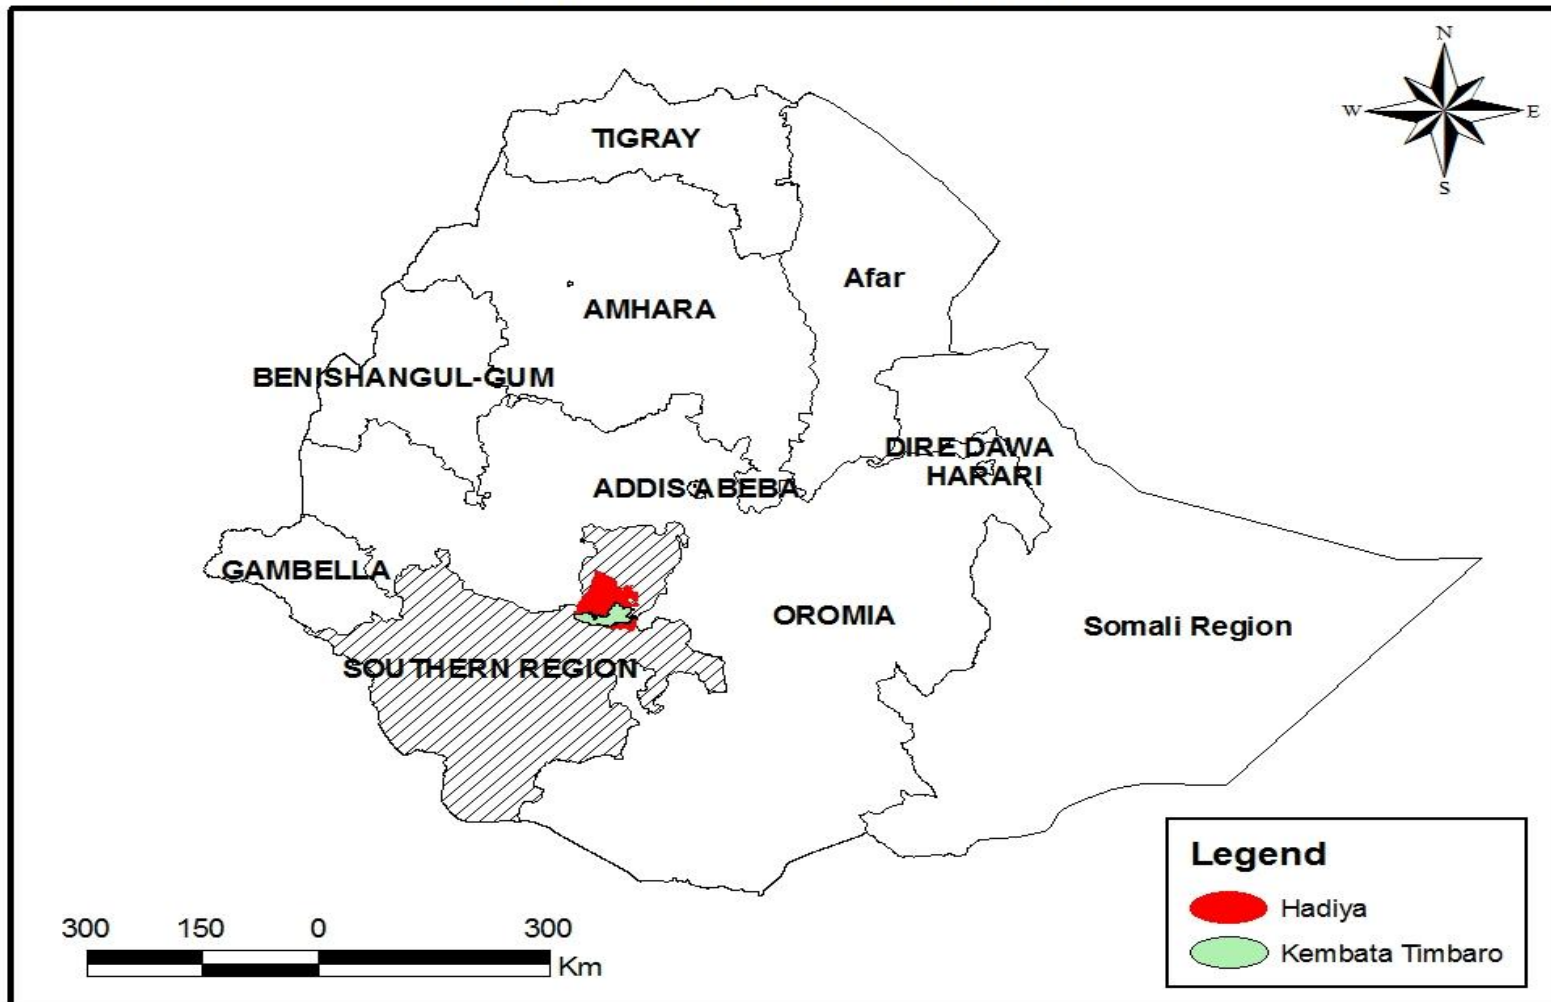 N
W
E
S
TIGRAY
Afar
AMHARA
BENISHANGUL-GUM
DIRE DAWA
HARARI
ADDIS ABEBA
GAMBELLA
OROMIA
Somali Region
SOUTHERN REGION
Legend
Hadiya
Kembata Timbaro
300 150 0 300
Km